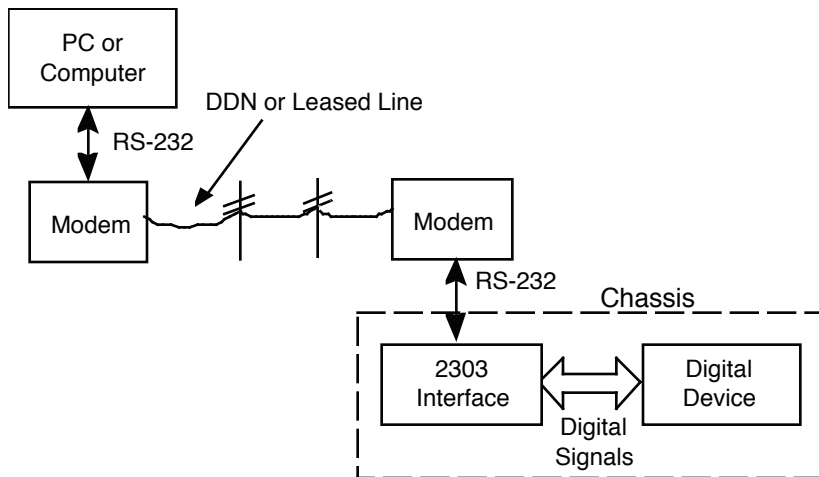 PC or
Computer
DDN or Leased Line
RS-232
Modem
Modem
RS-232
Chassis
2303
Interface
Digital
Device
Digital
Signals